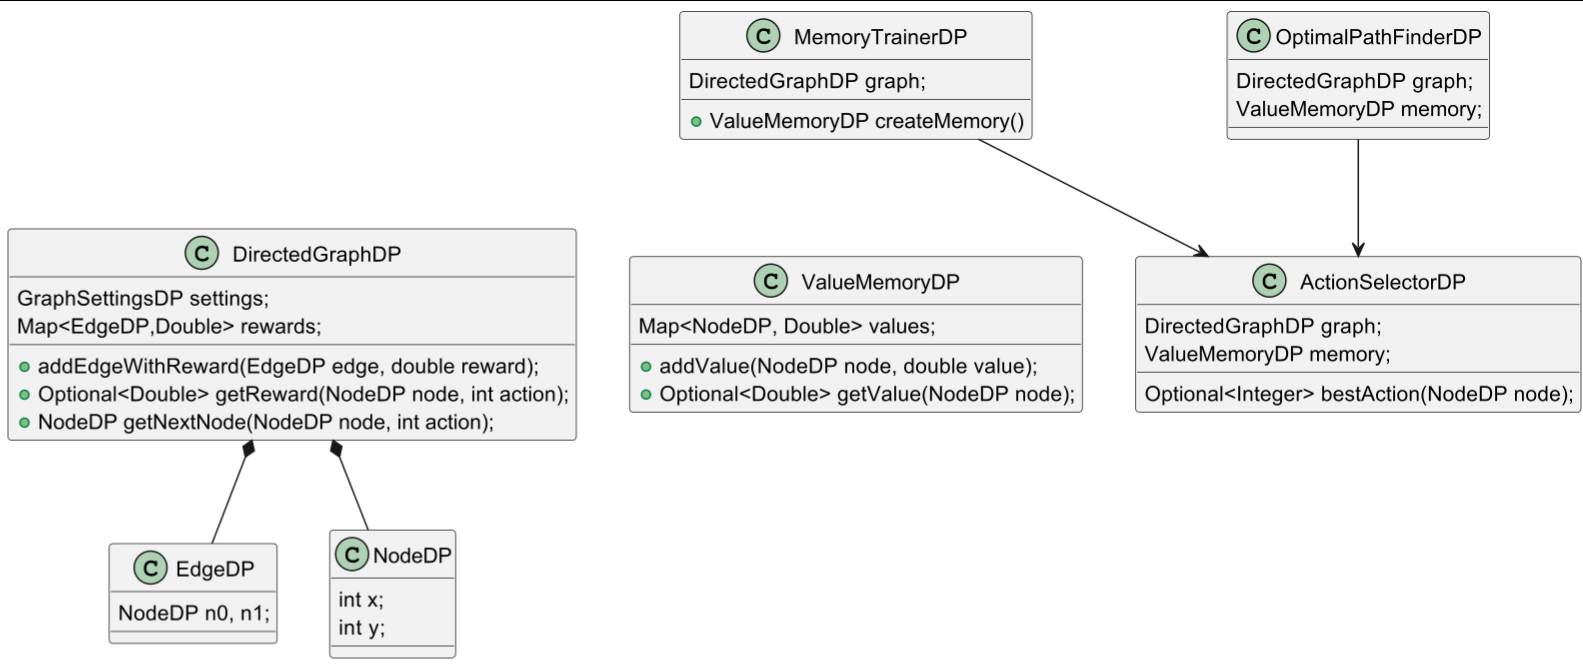 C MemoryTrainerDP
DirectedGraphDP graph;
ValueMemoryDP createMemory()
C OptimalPathFinderDP
DirectedGraphDP graph;
ValueMemoryDP memory;
C DirectedGraphDP
GraphSettingsDP settings;
Map<EdgeDP,Double> rewards;
addEdgeWithReward(EdgeDP edge, double reward);
Optional<Double> getReward(NodeDP node, int action);
NodeDP getNextNode(NodeDP node, int action);
C ValueMemoryDP
Map<NodeDP, Double> values;
addValue(NodeDP node, double value);
Optional<Double> getValue(NodeDP node);
C ActionSelectorDP
DirectedGraphDP graph;
ValueMemoryDP memory;
Optional<Integer> bestAction(NodeDP node);
C EdgeDP
NodeDP n0, n1;
C NodeDP
int x;
int y;